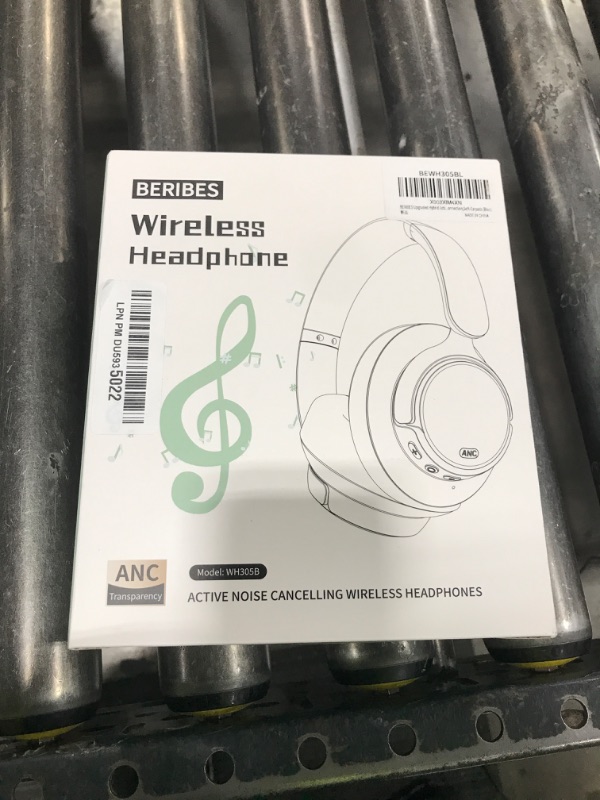 BERIBES
Wireless
Headphone
BEWH305BL
LPN PM DU593 5022
ANC
ANC
Transparency
Model: WH305B
ACTIVE NOISE CANCELLING WIRELESS HEADPHONES